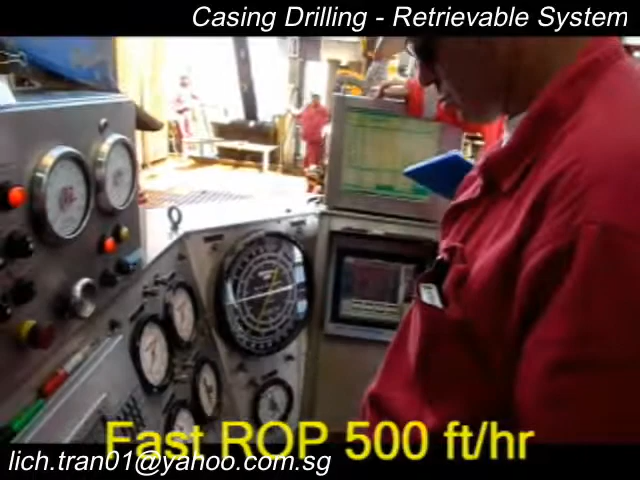 Casing Drilling - Retrievable System
Fast ROP 500 ft/hr
lich.tran01@yahoo.com.sg